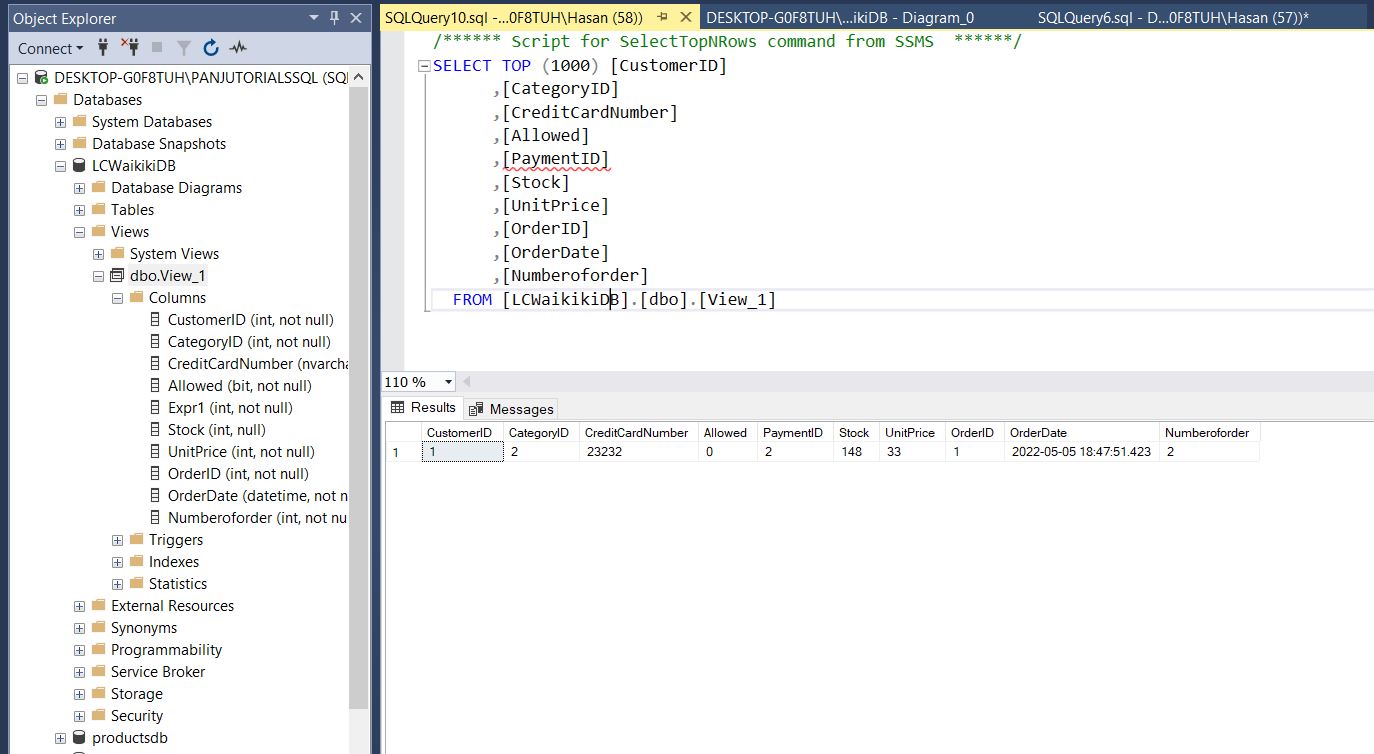 Object Explorer
Connect
DESKTOP-G0F8TUH\PANJUTORIALSSQL (SQL
Databases
System Databases
Database Snapshots
LCWaikikiDB
Database Diagrams
Tables
Views
System Views
dbo.View_1
Columns
CustomerID (int, not null)
CategoryID (int, not null)
CreditCardNumber (nvarcha
Allowed (bit, not null)
Expr1 (int, not null)
Stock (int, null)
UnitPrice (int, not null)
OrderID (int, not null)
OrderDate (datetime, not n
Numberoforder (int, not nu
Triggers
Indexes
Statistics
External Resources
Synonyms
Programmability
Service Broker
Storage
Security
productsdb
SQLQuery10.sql -...0F8TUH\Hasan (58)) DESKTOP-G0F8TUH\...ikiDB - Diagram_0 SQLQuery6.sql - D...0F8TUH\Hasan (57))*
/****** Script for SelectTopNRows command from SSMS ******/
SELECT TOP (1000) [CustomerID]
,[CategoryID]
,[CreditCardNumber]
,[Allowed]
,[PaymentID]
,[Stock]
,[UnitPrice]
,[OrderID]
,[OrderDate]
,[Numberoforder]
FROM [LCWaikikiDB].[dbo].[View_1]
110 %
Results Messages
CustomerID CategoryID CreditCardNumber Allowed PaymentID Stock UnitPrice OrderID OrderDate Numberoforder
1 1 2 23232 0 2 148 33 1 2022-05-05 18:47:51.423 2